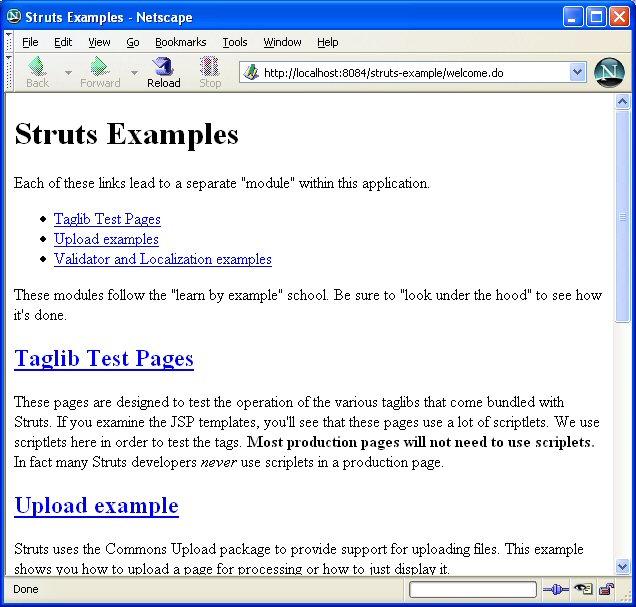 Struts Examples - Netscape
File Edit View Go Bookmarks Tools Window Help
Back Forward Reload Stop http://localhost:8084/struts-example/welcome.do N
Struts Examples
Each of these links lead to a separate "module" within this application.
Taglib Test Pages
Upload examples
Validator and Localization examples
These modules follow the "learn by example" school. Be sure to "look under the hood" to see how
it's done.
Taglib Test Pages
These pages are designed to test the operation of the various taglibs that come bundled with
Struts. If you examine the JSP templates, you'll see that these pages use a lot of scriptlets. We use
scriptlets here in order to test the tags. Most production pages will not need to use scriplets.
In fact many Struts developers never use scriplets in a production page.
Upload example
Struts uses the Commons Upload package to provide support for uploading files. This example
shows you how to upload a page for processing or how to just display it.
Done